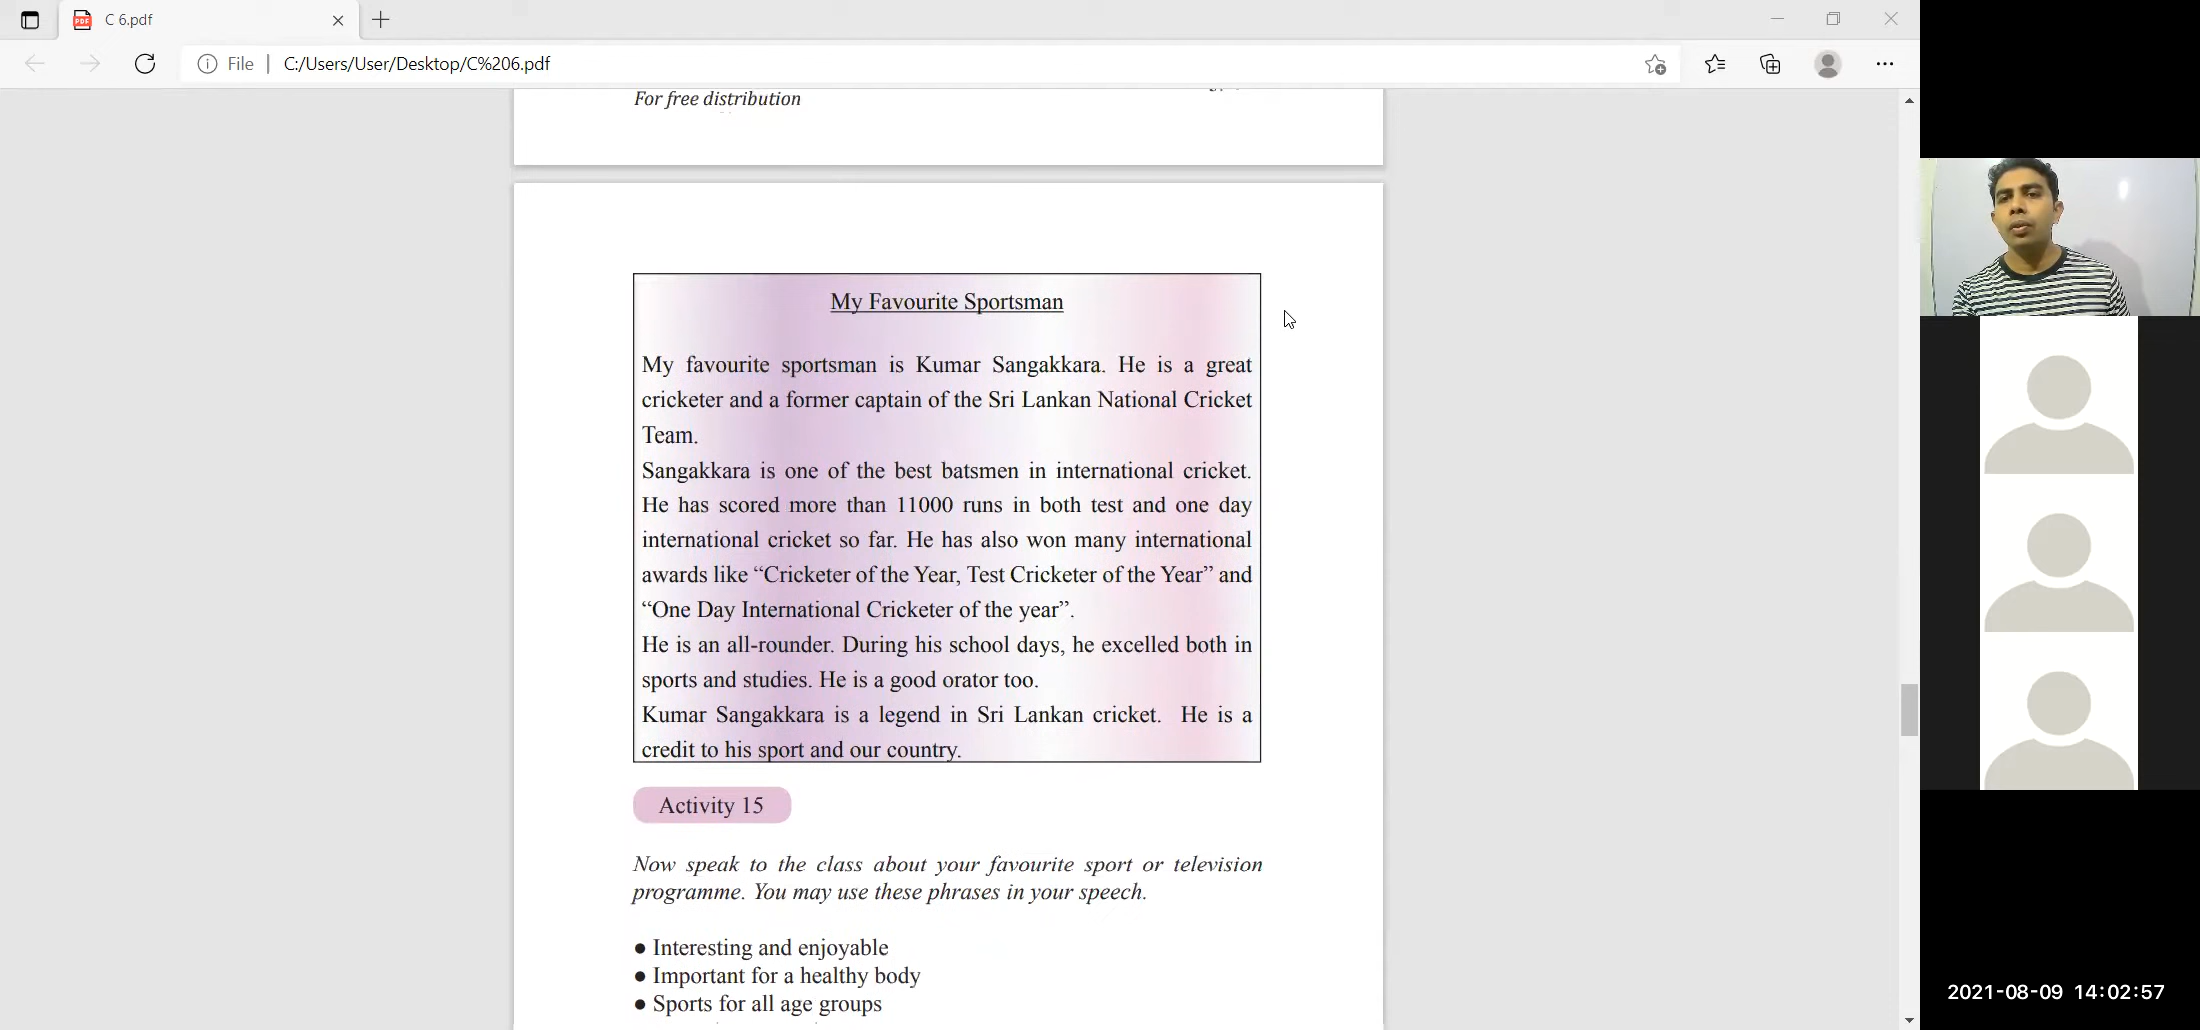 C 6.pdf
File
C:/Users/User/Desktop/C%206.pdf
For free distribution
My Favourite Sportsman
My favourite sportsman is Kumar Sangakkara. He is a great
cricketer and a former captain of the Sri Lankan National Cricket
Team.
Sangakkara is one of the best batsmen in international cricket.
He has scored more than 11000 runs in both test and one day
international cricket so far. He has also won many international
awards like “Cricketer of the Year, Test Cricketer of the Year” and
“One Day International Cricketer of the year”.
He is an all-rounder. During his school days, he excelled both in
sports and studies. He is a good orator too.
Kumar Sangakkara is a legend in Sri Lankan cricket. He is a
credit to his sport and our country.
Activity 15
Now speak to the class about your favourite sport or television
programme. You may use these phrases in your speech.
● Interesting and enjoyable
● Important for a healthy body
● Sports for all age groups
2021-08-09 14:02:57